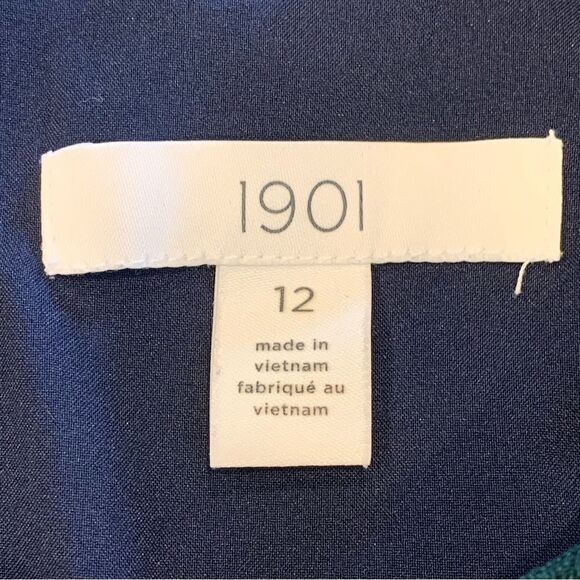 1901
12
made in
vietnam
fabriqué au
vietnam